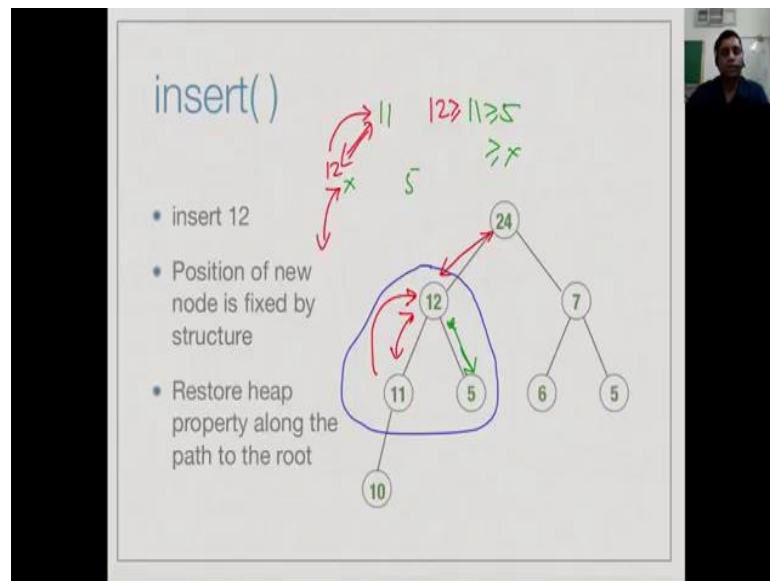 insert( )
11 12≥ 11≥5
≥x
12
x 5
• insert 12
• Position of new
node is fixed by
structure
• Restore heap
property along the
path to the root
24
12 7
11 5 6 5
10